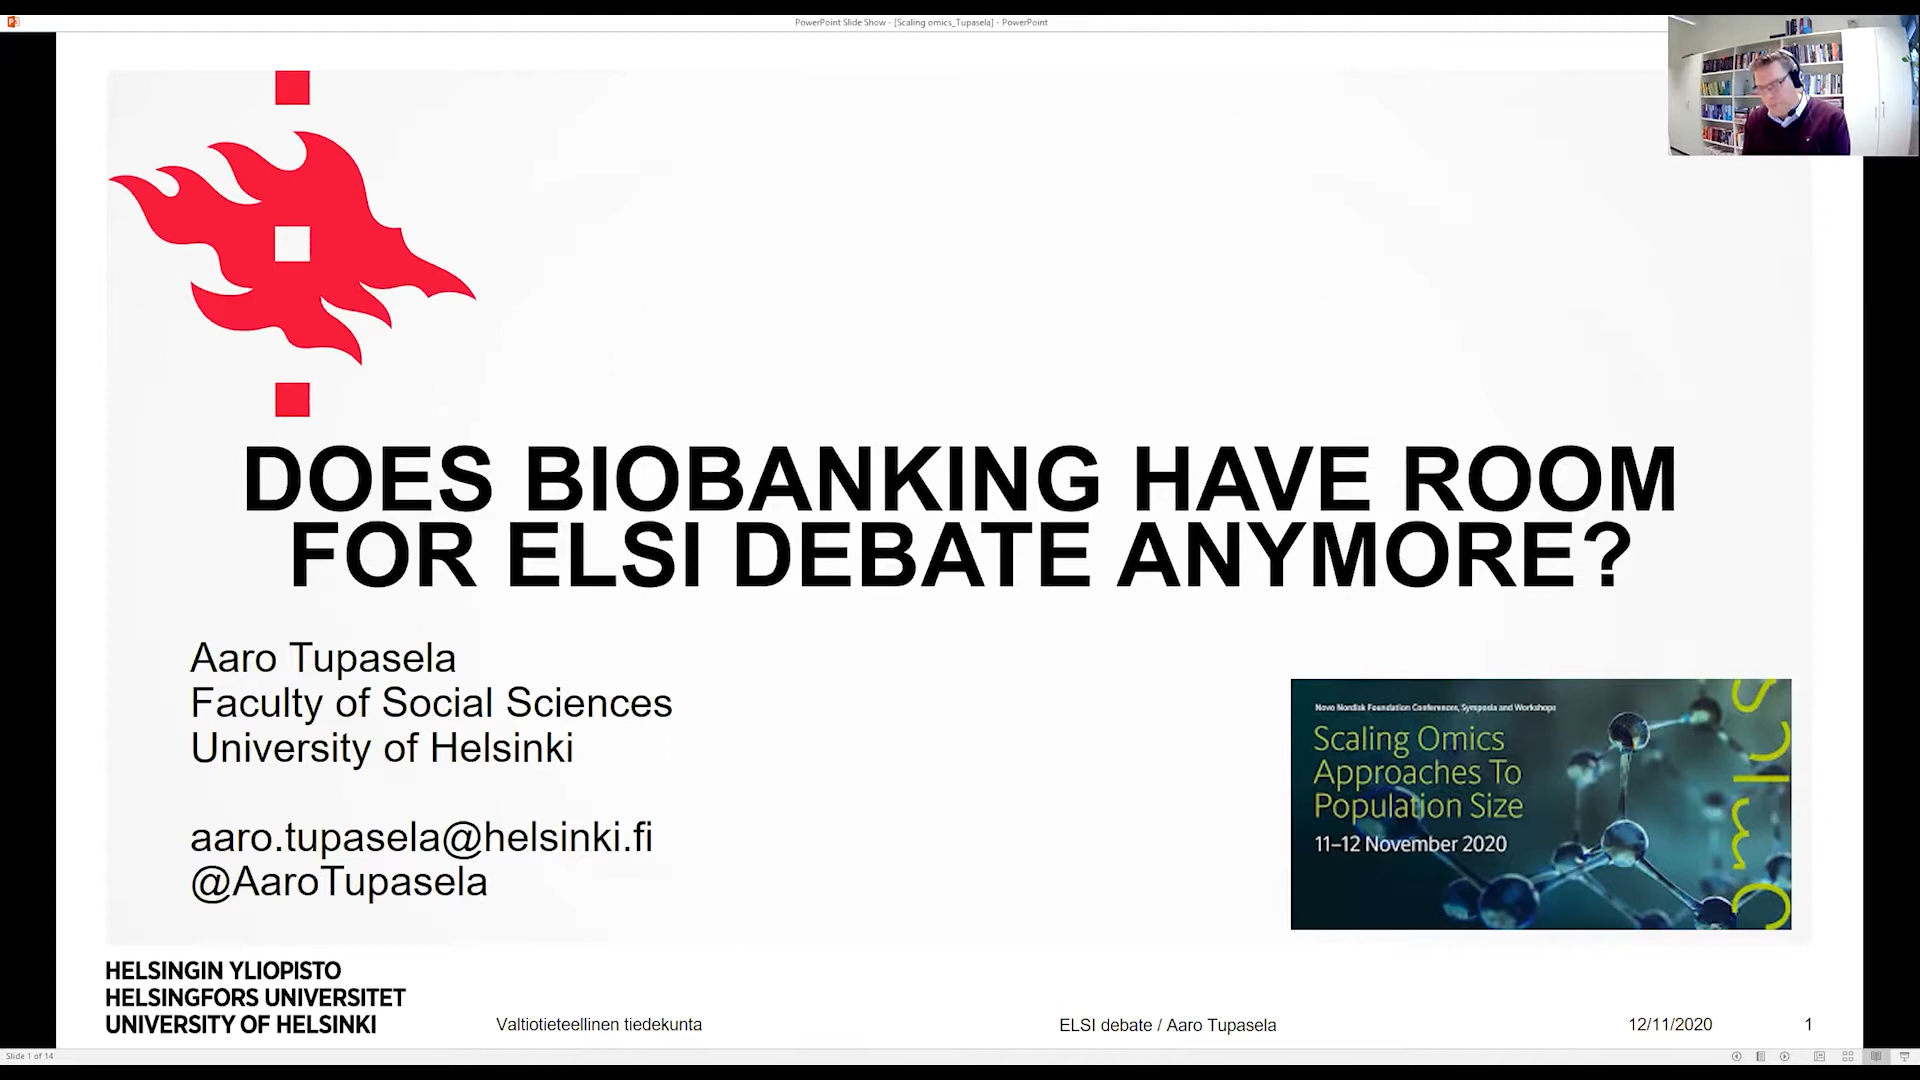 PowerPoint Slide Show - [Scaling omics_Tupasela] - PowerPoint
DOES BIOBANKING HAVE ROOM
FOR ELSI DEBATE ANYMORE?
Aaro Tupasela
Faculty of Social Sciences
University of Helsinki
aaro.tupasela@helsinki.fi
@AaroTupasela
Novo Nordisk Foundation Conferences, Symposia and Workshops
Scaling Omics
Approaches To
Population Size
11–12 November 2020
Omics
HELSINGIN YLIOPISTO
HELSINGFORS UNIVERSITET
UNIVERSITY OF HELSINKI
Valtiotieteellinen tiedekunta
ELSI debate / Aaro Tupasela
12/11/2020
1
Slide 1 of 14